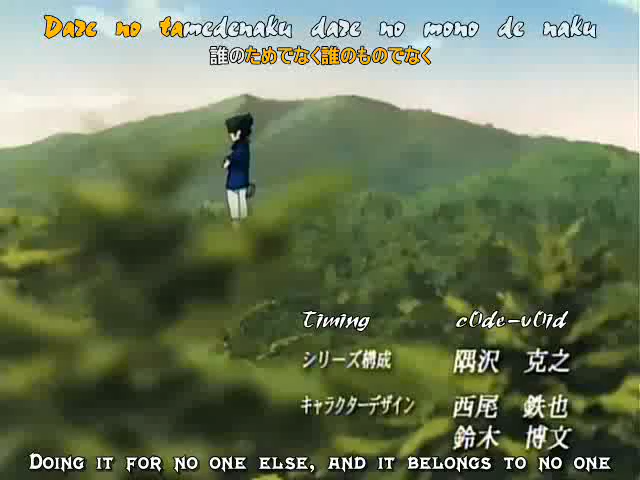 Dare no tamedenaku dare no mono de naku
誰のためでなく誰のものでなく
Timing c0de-v0id
シリーズ構成 隅沢 克之
キャラクターデザイン 西尾 鉄也
鈴木 博文
Doing it for no one else, and it belongs to no one